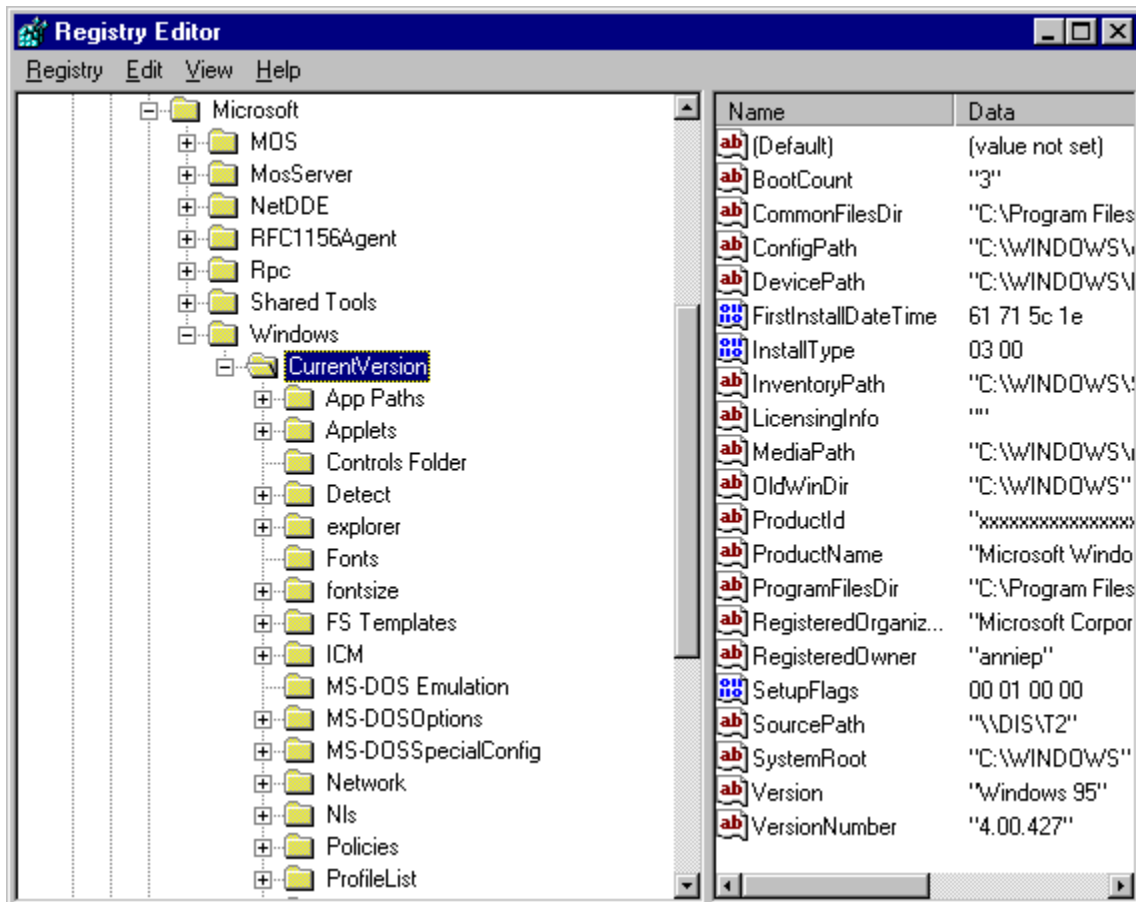 Registry Editor
Registry Edit View Help
Microsoft
MOS
MosServer
NetDDE
RFC1156Agent
Rpc
Shared Tools
Windows
CurrentVersion
App Paths
Applets
Controls Folder
Detect
explorer
Fonts
fontsize
FS Templates
ICM
MS-DOS Emulation
MS-DOSOptions
MS-DOSSpecialConfig
Network
Nls
Policies
ProfileList
Name Data
(Default) (value not set)
BootCount "3"
CommonFilesDir "C:\Program Files
ConfigPath "C:\WINDOWS\
DevicePath "C:\WINDOWS\
FirstInstallDateTime 61 71 5c 1e
InstallType 03 00
InventoryPath "C:\WINDOWS\
LicensingInfo ""
MediaPath "C:\WINDOWS\
OldWinDir "C:\WINDOWS"
ProductId "xxxxxxxxxxxxxxxx
ProductName "Microsoft Windo
ProgramFilesDir "C:\Program Files
RegisteredOrganiz... "Microsoft Corpor
RegisteredOwner "anniep"
SetupFlags 00 01 00 00
SourcePath "\\DIS\T2"
SystemRoot "C:\WINDOWS"
Version "Windows 95"
VersionNumber "4.00.427"